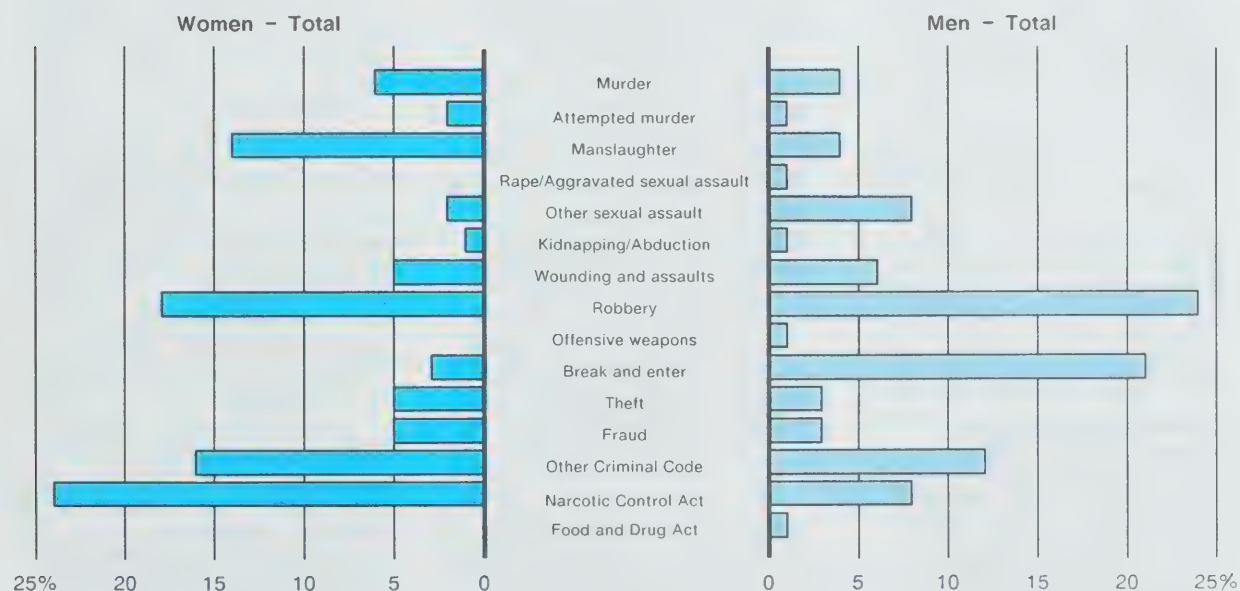 Women - Total
Men - Total
Murder
Attempted murder
Manslaughter
Rape/Aggravated sexual assault
Other sexual assault
Kidnapping/Abduction
Wounding and assaults
Robbery
Offensive weapons
Break and enter
Theft
Fraud
Other Criminal Code
Narcotic Control Act
Food and Drug Act
25% 20 15 10 5 0
0 5 10 15 20 25%